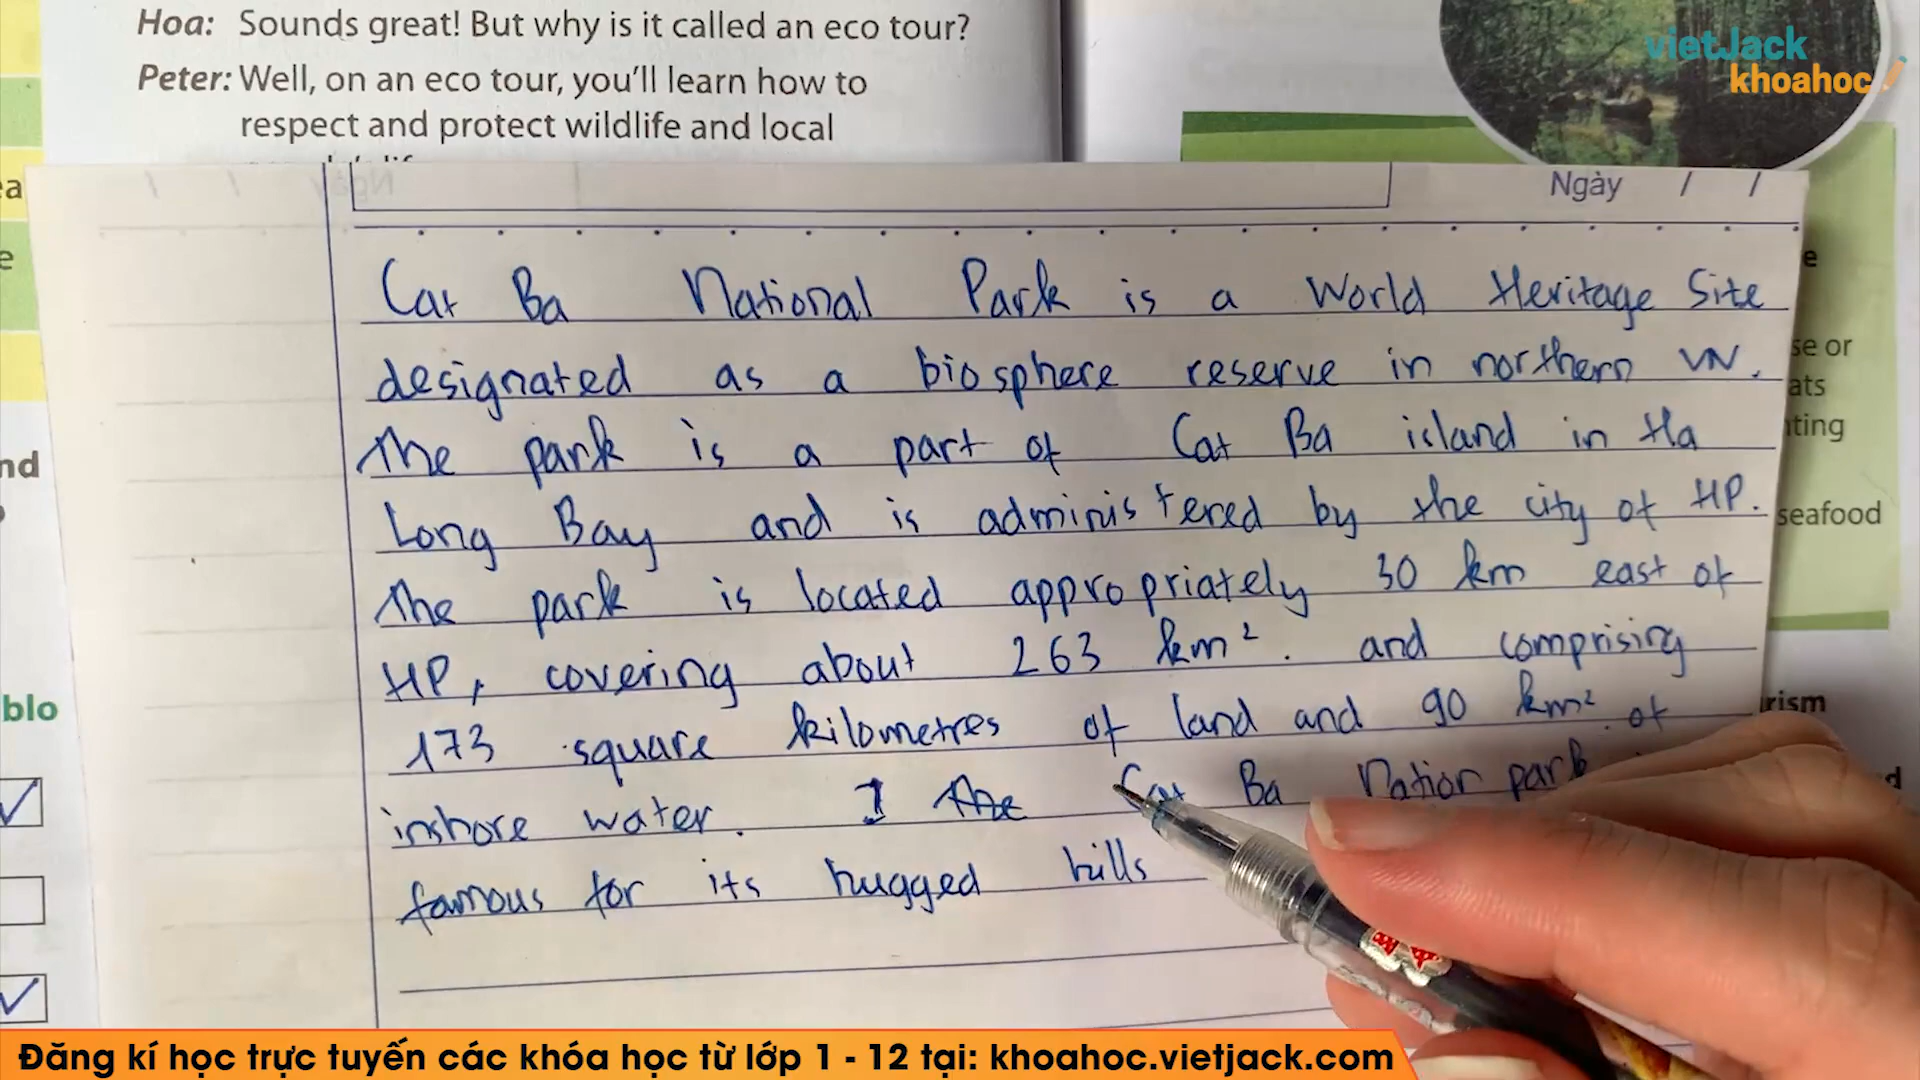 Hoa: Sounds great! But why is it called an eco tour?
Peter: Well, on an eco tour, you'll learn how to
respect and protect wildlife and local
vietJack
khoahoc
Ngày / /
Cat Ba National Park is a World Heritage Site
designated as a biosphere reserve in northern VN.
The park is a part of Cat Ba island in Ha
Long Bay and is administered by the city of HP.
The park is located appropriately 30 km east of
HP, covering about 263 km². and comprising
173 square kilometres of land and 90 km². of
inshore water. The Cat Ba Nation park
famous for its hugged hills
ea
e
nd
blo
e
se or
ats
nting
seafood
rism
d
Đăng kí học trực tuyến các khóa học từ lớp 1 - 12 tại: khoahoc.vietjack.com